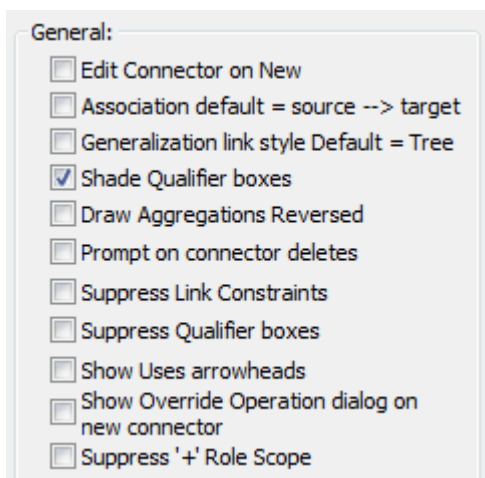 General:
Edit Connector on New
Association default = source --> target
Generalization link style Default = Tree
Shade Qualifier boxes
Draw Aggregations Reversed
Prompt on connector deletes
Suppress Link Constraints
Suppress Qualifier boxes
Show Uses arrowheads
Show Override Operation dialog on
new connector
Suppress '+' Role Scope